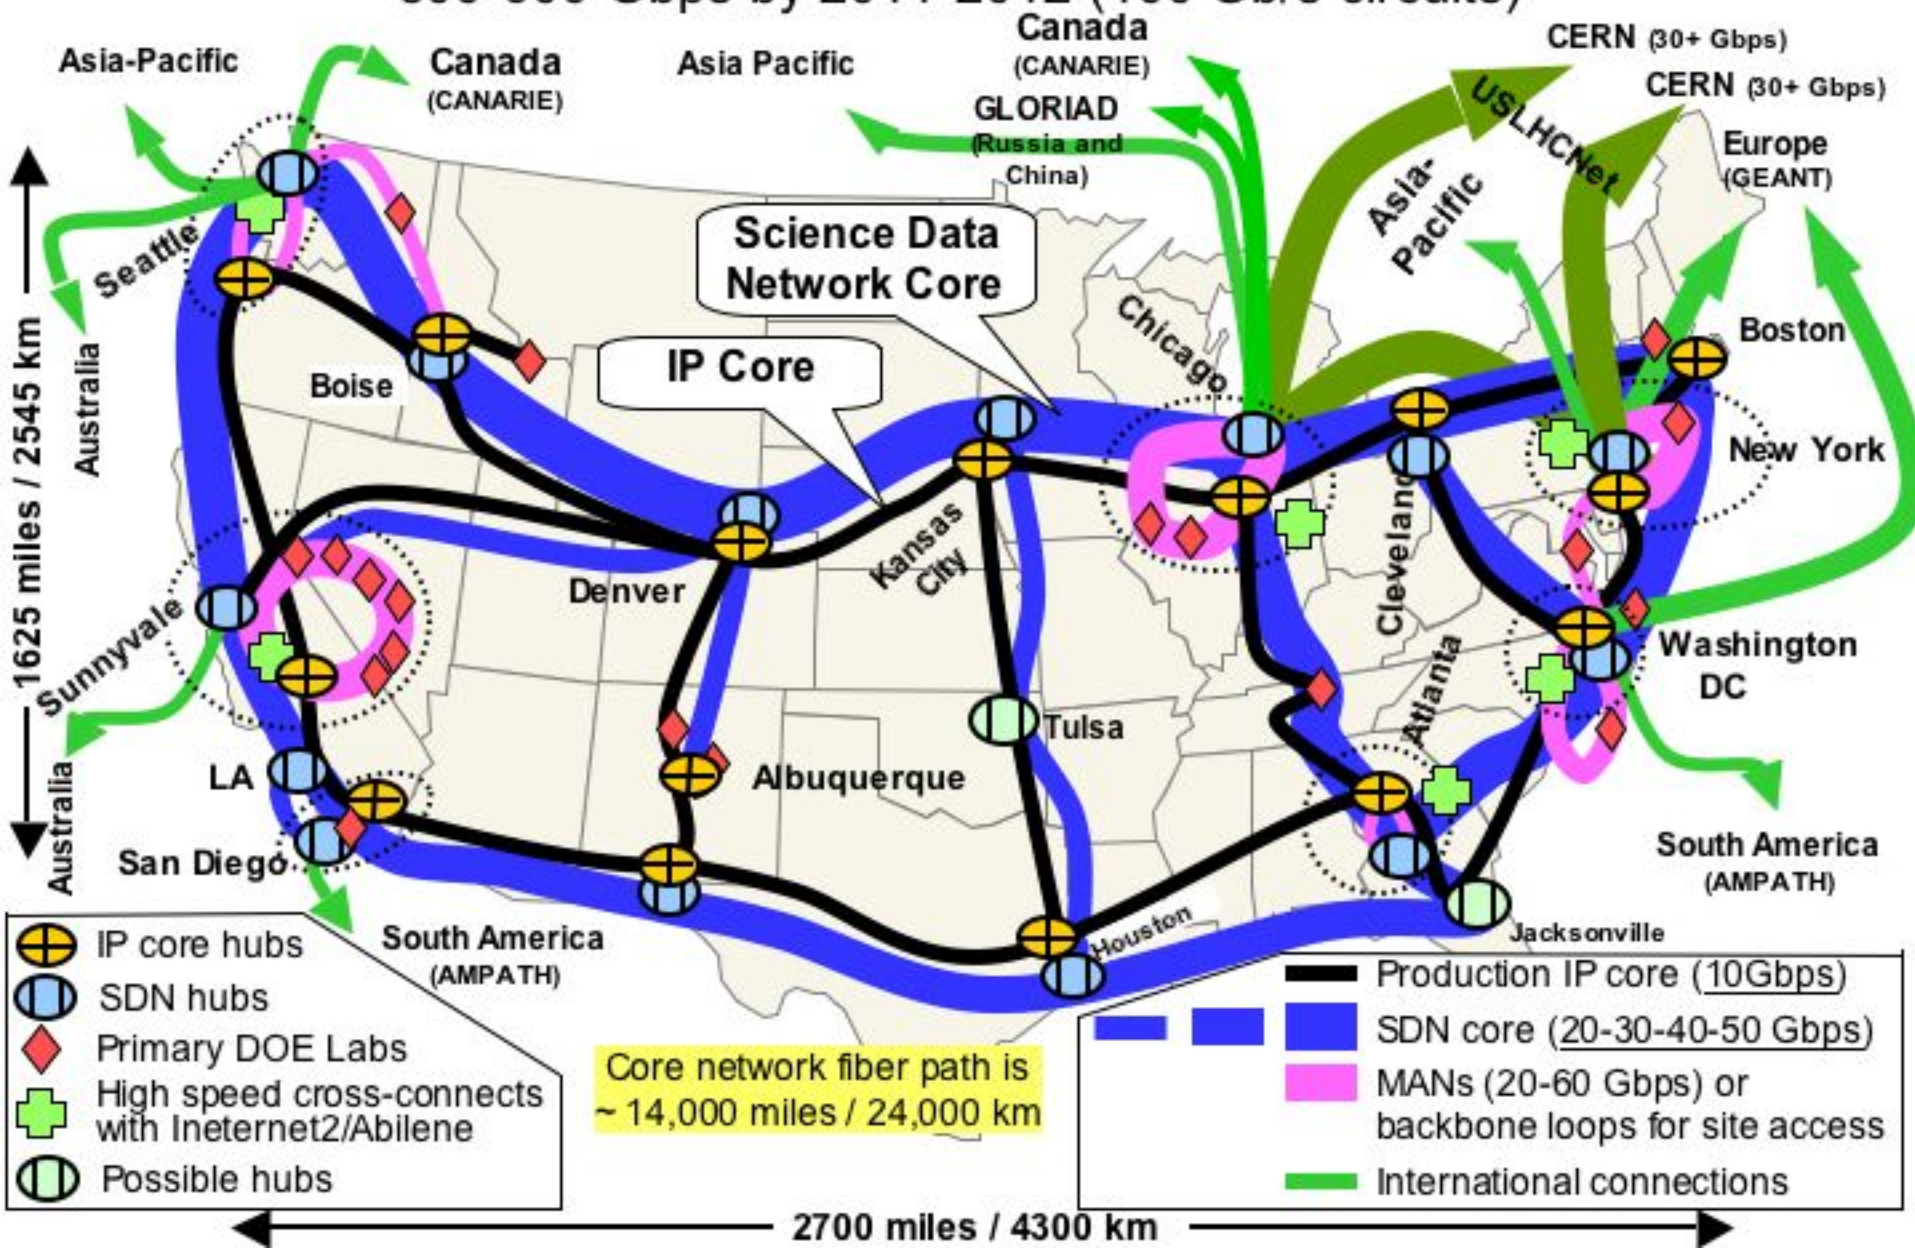 Asia-Pacific
Canada
(CANARIE)
Asia Pacific
Canada
(CANARIE)
GLORIAD
(Russia and
China)
CERN (30+ Gbps)
CERN (30+ Gbps)
USLHCNet
Europe
(GEANT)
Asia-
Pacific
Seattle
Science Data
Network Core
IP Core
Chicago
Boston
Boise
Australia
New York
1625 miles / 2545 km
Kansas
City
Cleveland
Denver
Sunnyvale
Washington
DC
Atlanta
Tulsa
LA
Albuquerque
Australia
San Diego
South America
(AMPATH)
South America
(AMPATH)
Houston
Jacksonville
IP core hubs
SDN hubs
Primary DOE Labs
High speed cross-connects
with Ineternet2/Abilene
Possible hubs
Core network fiber path is
~ 14,000 miles / 24,000 km
Production IP core (10Gbps)
SDN core (20-30-40-50 Gbps)
MANs (20-60 Gbps) or
backbone loops for site access
International connections
2700 miles / 4300 km